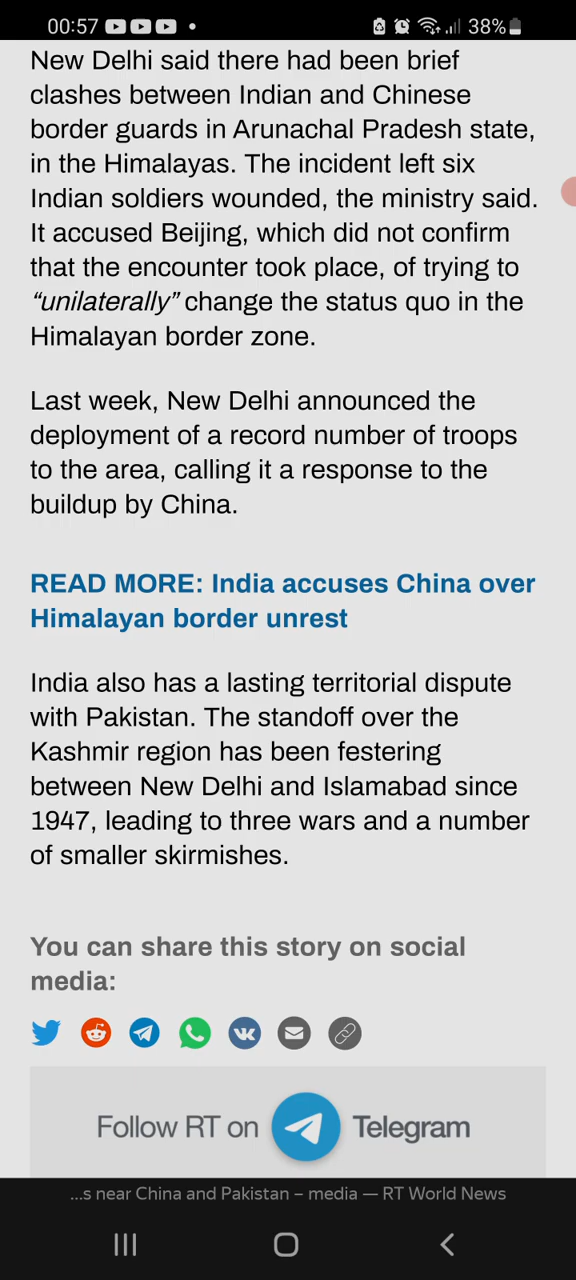 00:57
38%
New Delhi said there had been brief
clashes between Indian and Chinese
border guards in Arunachal Pradesh state,
in the Himalayas. The incident left six
Indian soldiers wounded, the ministry said.
It accused Beijing, which did not confirm
that the encounter took place, of trying to
“unilaterally” change the status quo in the
Himalayan border zone.
Last week, New Delhi announced the
deployment of a record number of troops
to the area, calling it a response to the
buildup by China.
READ MORE: India accuses China over
Himalayan border unrest
India also has a lasting territorial dispute
with Pakistan. The standoff over the
Kashmir region has been festering
between New Delhi and Islamabad since
1947, leading to three wars and a number
of smaller skirmishes.
You can share this story on social
media:
Follow RT on Telegram
...s near China and Pakistan – media — RT World News